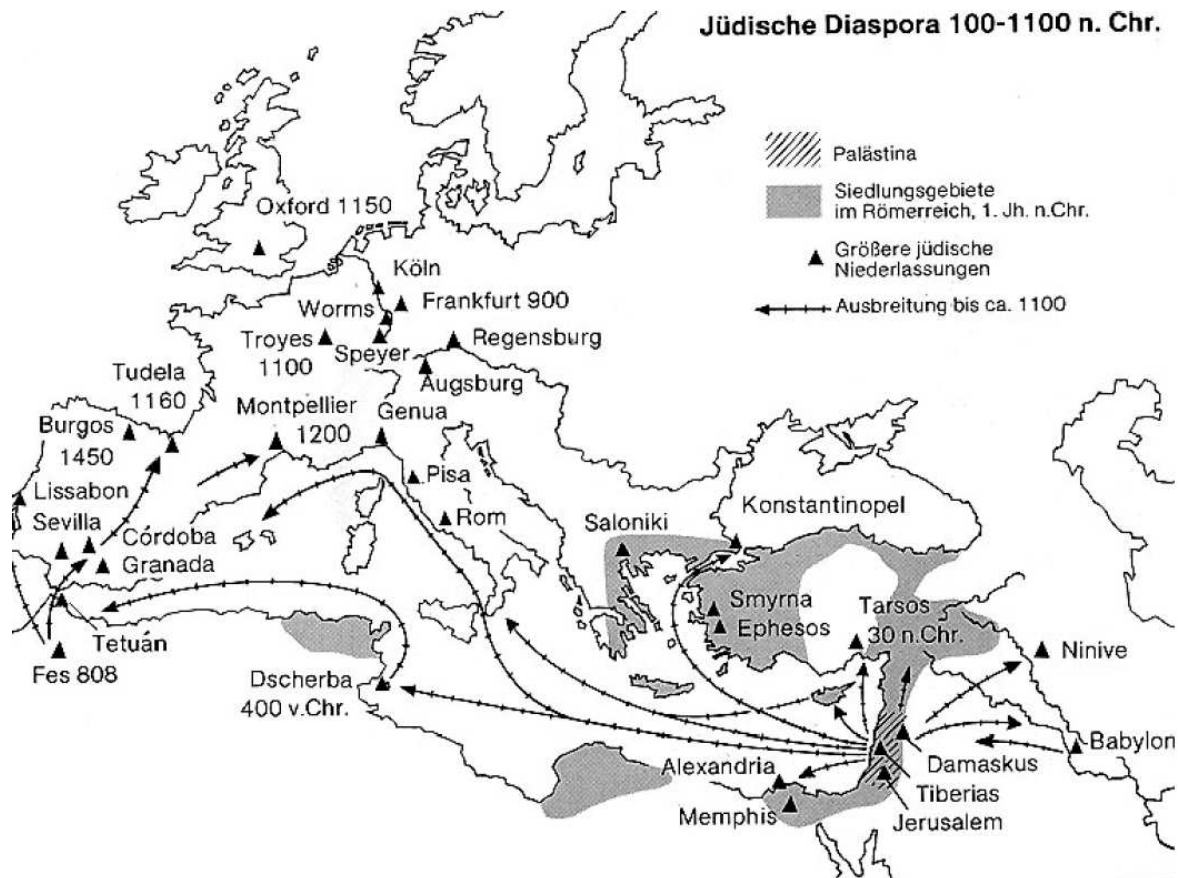 Jüdische Diaspora 100-1100 n. Chr.
Palästina
Siedlungsgebiete
im Römerreich, 1. Jh. n.Chr.
Größere jüdische
Niederlassungen
Ausbreitung bis ca. 1100
Oxford 1150
Köln
Worms
Frankfurt 900
Troyes
1100
Speyer
Regensburg
Augsburg
Tudela
1160
Montpellier
1200
Genua
Burgos
1450
Pisa
Lissabon
Sevilla
Córdoba
Granada
Rom
Saloniki
Konstantinopel
Smyrna
Ephesos
Tarsos
30 n.Chr.
Ninive
Tetuán
Fes 808
Dscherba
400 v.Chr.
Alexandria
Memphis
Damaskus
Tiberias
Jerusalem
Babylon